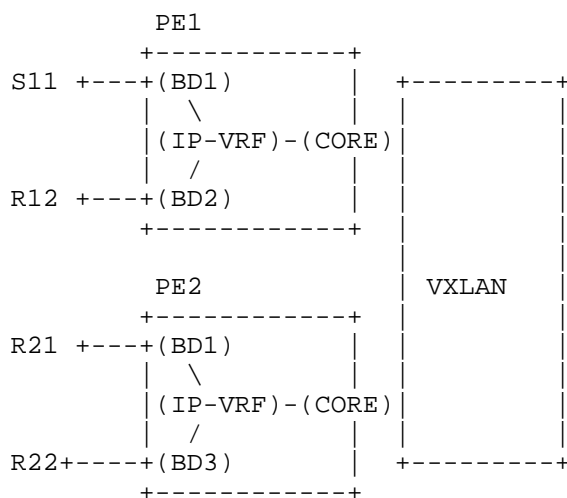 PE1
S11 (BD1)
(IP-VRF)-(CORE)
R12 (BD2)
PE2 VXLAN
R21 (BD1)
(IP-VRF)-(CORE)
R22 (BD3)